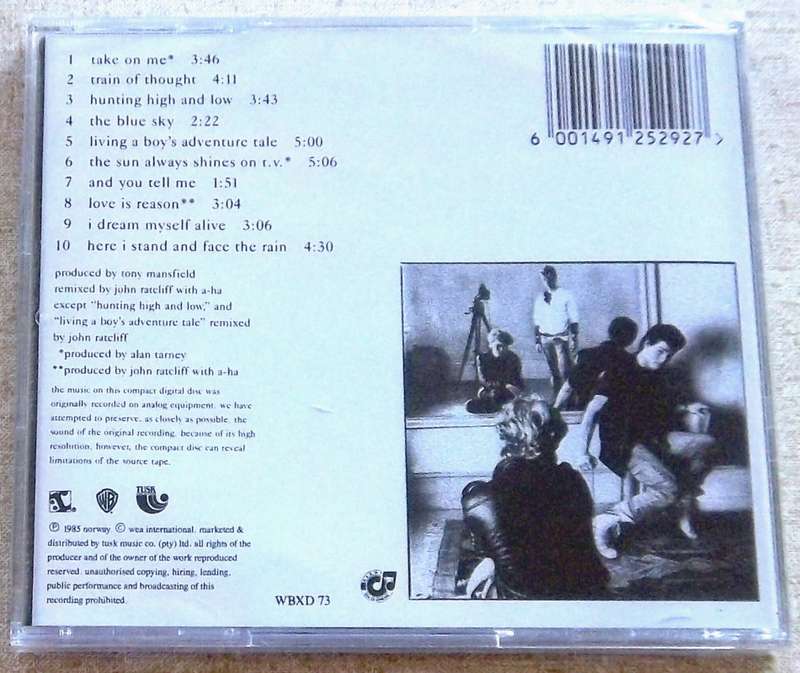 1 take on me* 3:46
2 train of thought 4:11
3 hunting high and low 3:43
4 the blue sky 2:22
5 living a boy's adventure tale 5:00
6 the sun always shines on t.v.* 5:06
7 and you tell me 1:51
8 love is reason** 3:04
9 i dream myself alive 3:06
10 here i stand and face the rain 4:30
6 001491 252927 >
produced by tony mansfield
remixed by john ratcliff with a-ha
except "hunting high and low," and
"living a boy's adventure tale" remixed
by john ratcliff
*produced by alan tarney
**produced by john ratcliff with a-ha
the music on this compact digital disc was
originally recorded on analog equipment. we have
attempted to preserve, as closely as possible, the
sound of the original recording. because of its high
resolution, however, the compact disc can reveal
limitations of the source tape.
WB
TUSK
℗ 1985 norway. © wea international. marketed &
distributed by tusk music co. (pty) ltd. all rights of the
producer and of the owner of the work reproduced
reserved. unauthorised copying, hiring, lending,
public performance and broadcasting of this
recording prohibited.
WBXD 73